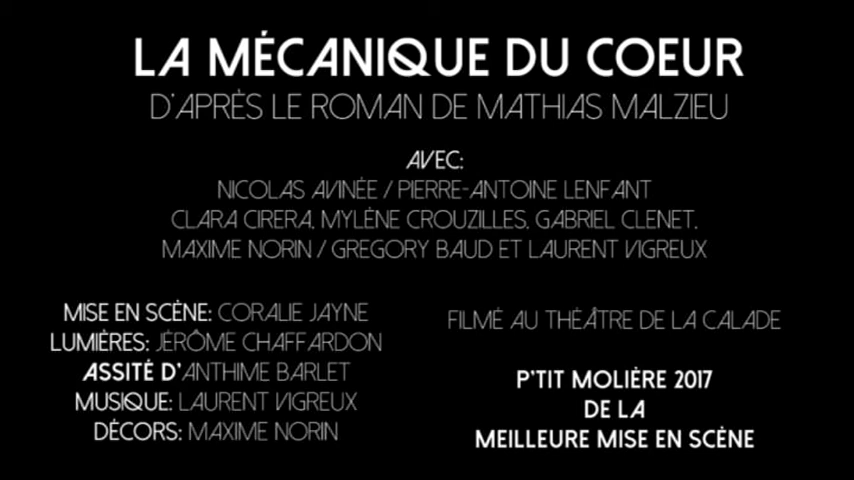 LA MÉCANIQUE DU COEUR
D'APRÈS LE ROMAN DE MATHIAS MALZIEU
AVEC:
NICOLAS AVINÉE / PIERRE-ANTOINE LENFANT
CLARA CIRERA, MYLÈNE CROUZILLES, GABRIEL CLENET,
MAXIME NORIN / GREGORY BAUD ET LAURENT VIGREUX
MISE EN SCÈNE: CORALIE JAYNE
LUMIÈRES: JÉRÔME CHAFFARDON
ASSITÉ D'ANTHIME BARLET
MUSIQUE: LAURENT VIGREUX
DÉCORS: MAXIME NORIN
FILMÉ AU THÉÂTRE DE LA CALADE
P'TIT MOLIÈRE 2017
DE LA
MEILLEURE MISE EN SCÈNE